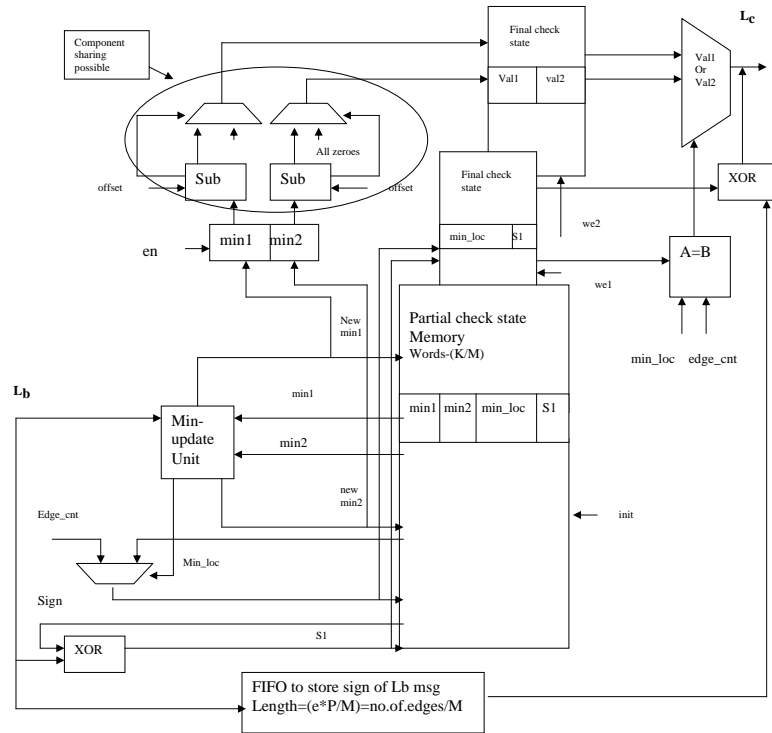 Component
sharing
possible
Final check
state
Val1
val2
L_c
Val1
Or
Val2
All zeroes
Sub
Sub
offset
offset
Final check
state
XOR
we2
min_loc
S1
A=B
en
min1
min2
we1
Partial check state
Memory
Words-(K/M)
New
min1
min_loc
edge_cnt
L_b
min1
min1
min2
min_loc
S1
Min-
update
Unit
min2
new
min2
Edge_cnt
init
Min_loc
Sign
S1
XOR
FIFO to store sign of Lb msg
Length=(e*P/M)=no.of.edges/M